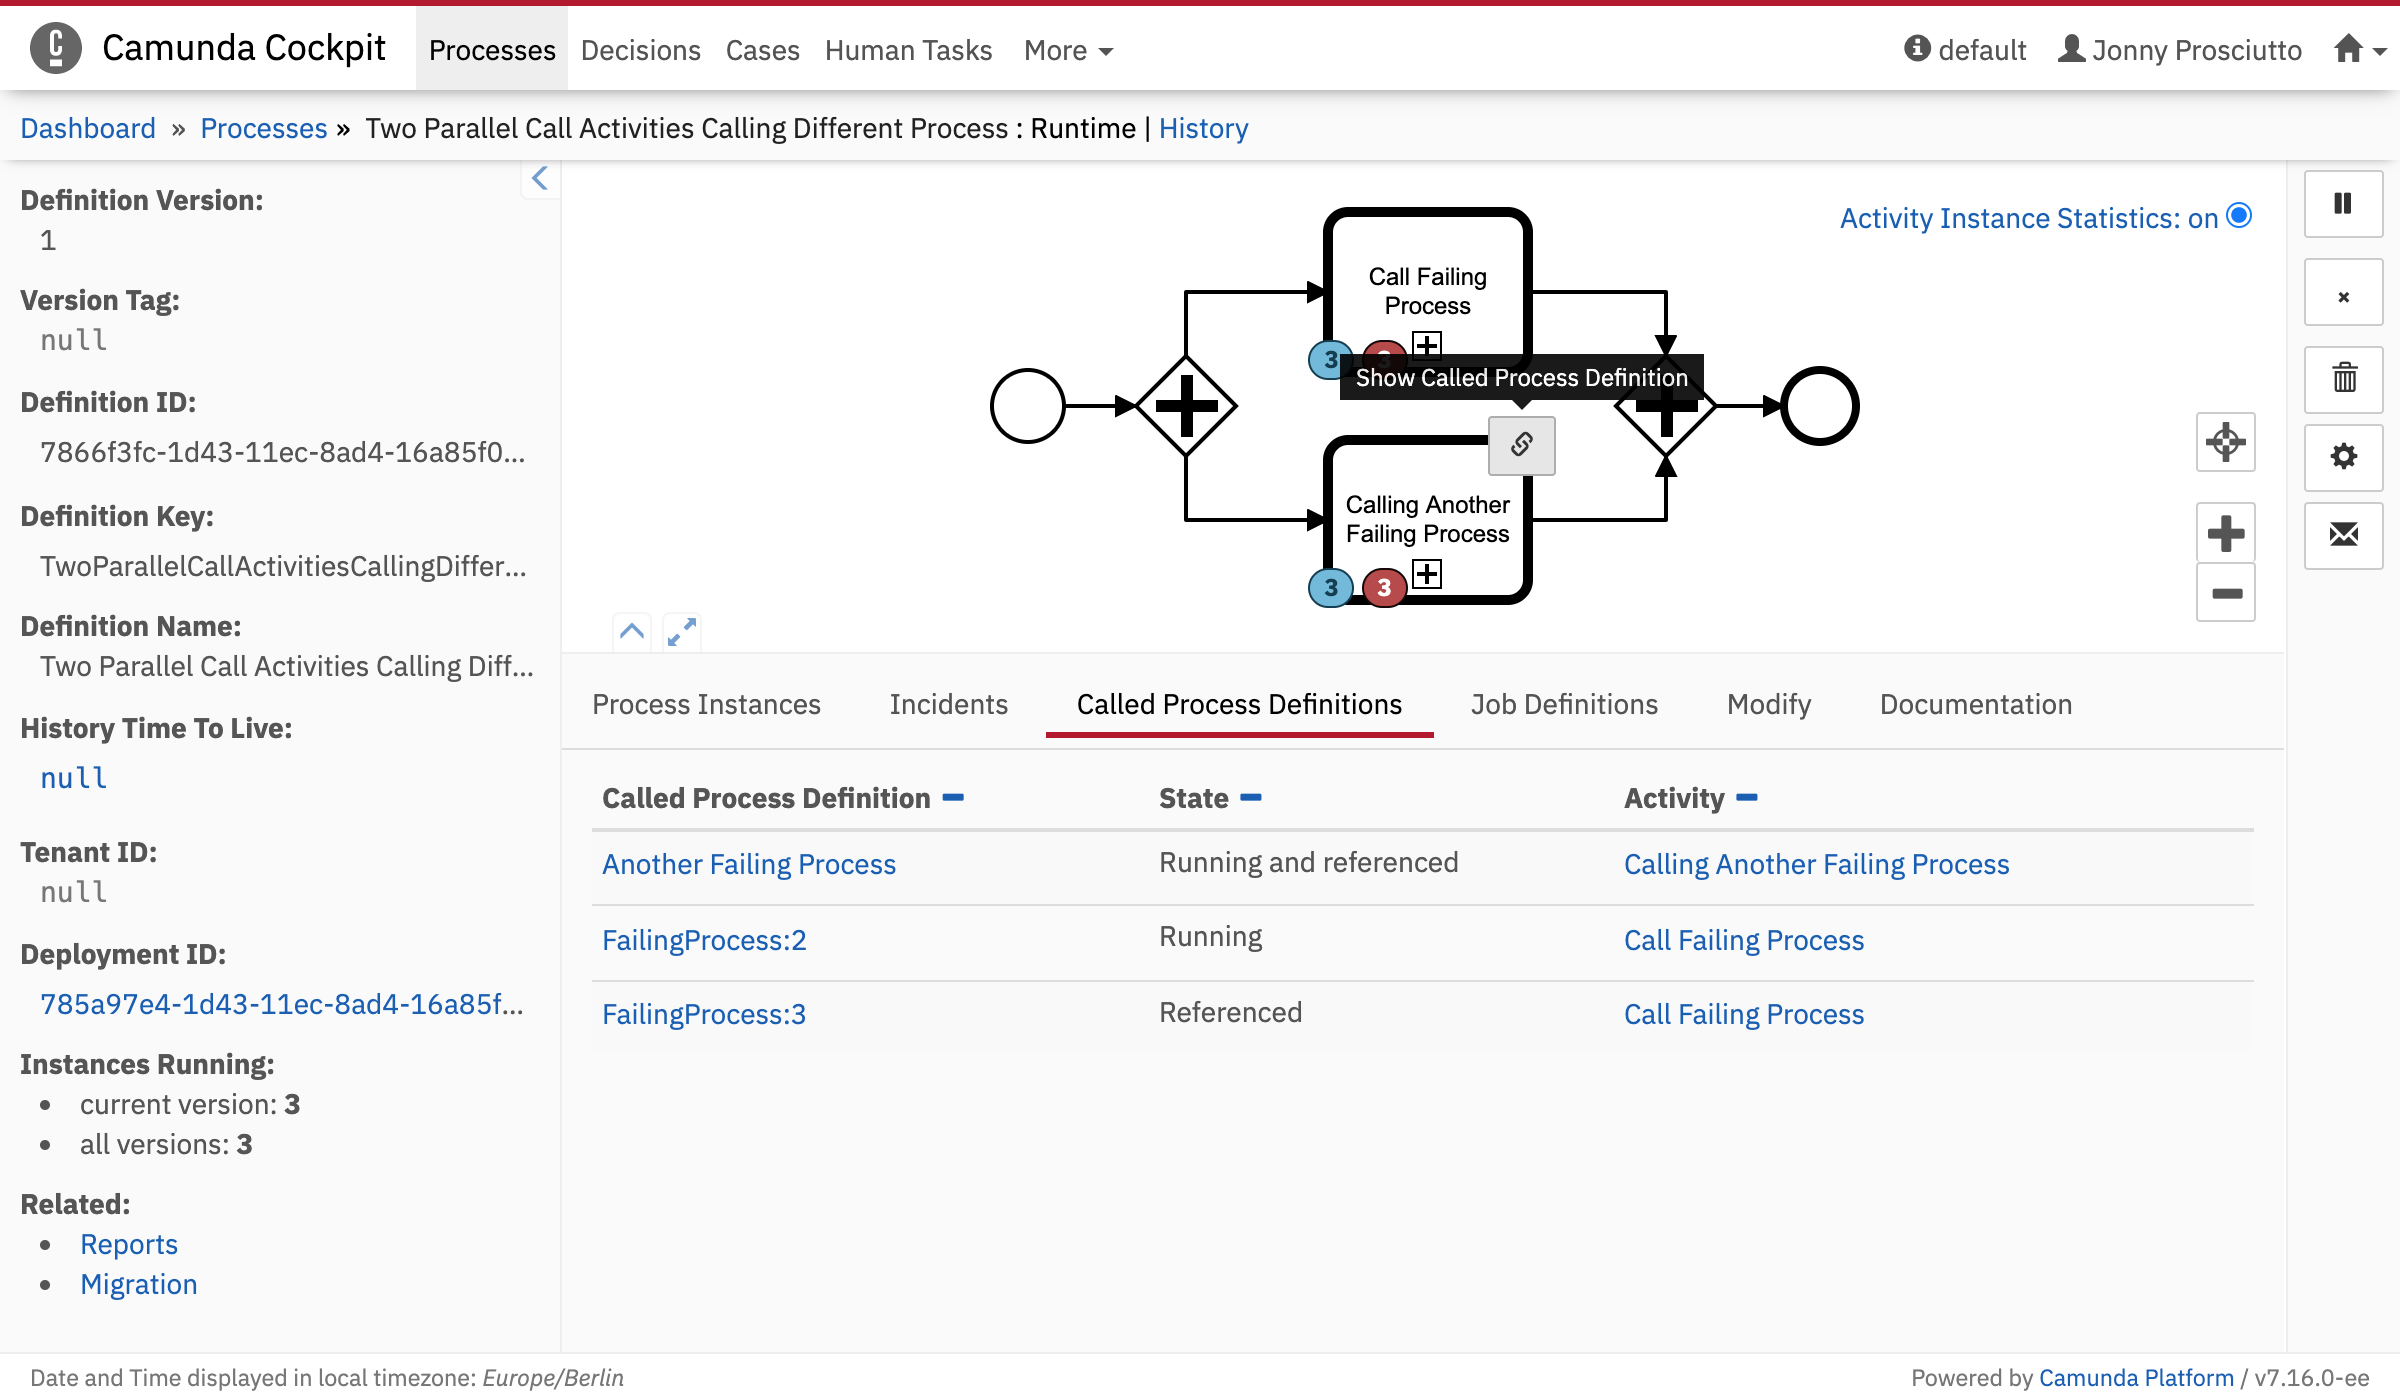 Camunda Cockpit Processes Decisions Cases Human Tasks More default Jonny Prosciutto
Dashboard » Processes » Two Parallel Call Activities Calling Different Process : Runtime | History
Definition Version:
1
Version Tag:
null
Definition ID:
7866f3fc-1d43-11ec-8ad4-16a85f0...
Definition Key:
TwoParallelCallActivitiesCallingDiffer...
Definition Name:
Two Parallel Call Activities Calling Diff...
History Time To Live:
null
Tenant ID:
null
Deployment ID:
785a97e4-1d43-11ec-8ad4-16a85f...
Instances Running:
current version: 3
all versions: 3
Related:
Reports
Migration
Activity Instance Statistics: on
Call Failing
Process
3 3
Show Called Process Definition
Calling Another
Failing Process
3 3
Process Instances Incidents Called Process Definitions Job Definitions Modify Documentation
Called Process Definition State Activity
Another Failing Process Running and referenced Calling Another Failing Process
FailingProcess:2 Running Call Failing Process
FailingProcess:3 Referenced Call Failing Process
Date and Time displayed in local timezone: Europe/Berlin
Powered by Camunda Platform / v7.16.0-ee